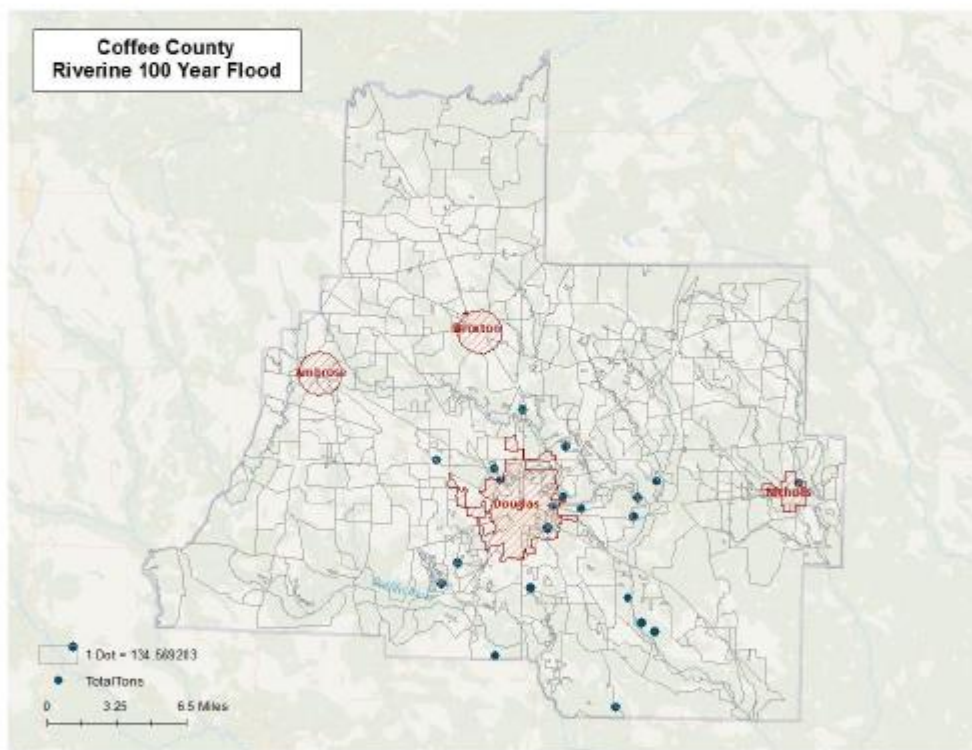 Coffee County
Riverine 100 Year Flood
Broxton
Ambrose
Douglas
Nicholls
1 Dot = 134.569203
TotalTons
0 3.25 6.5 Miles